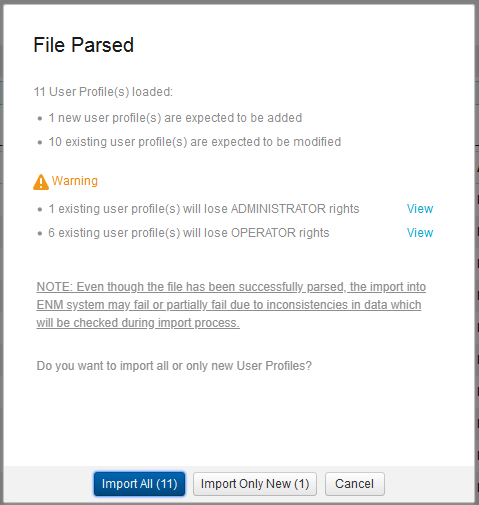 File Parsed
11 User Profile(s) loaded:
• 1 new user profile(s) are expected to be added
• 10 existing user profile(s) are expected to be modified
Warning
• 1 existing user profile(s) will lose ADMINISTRATOR rights View
• 6 existing user profile(s) will lose OPERATOR rights View
NOTE: Even though the file has been successfully parsed, the import into
ENM system may fail or partially fail due to inconsistencies in data which
will be checked during import process.
Do you want to import all or only new User Profiles?
Import All (11) Import Only New (1) Cancel